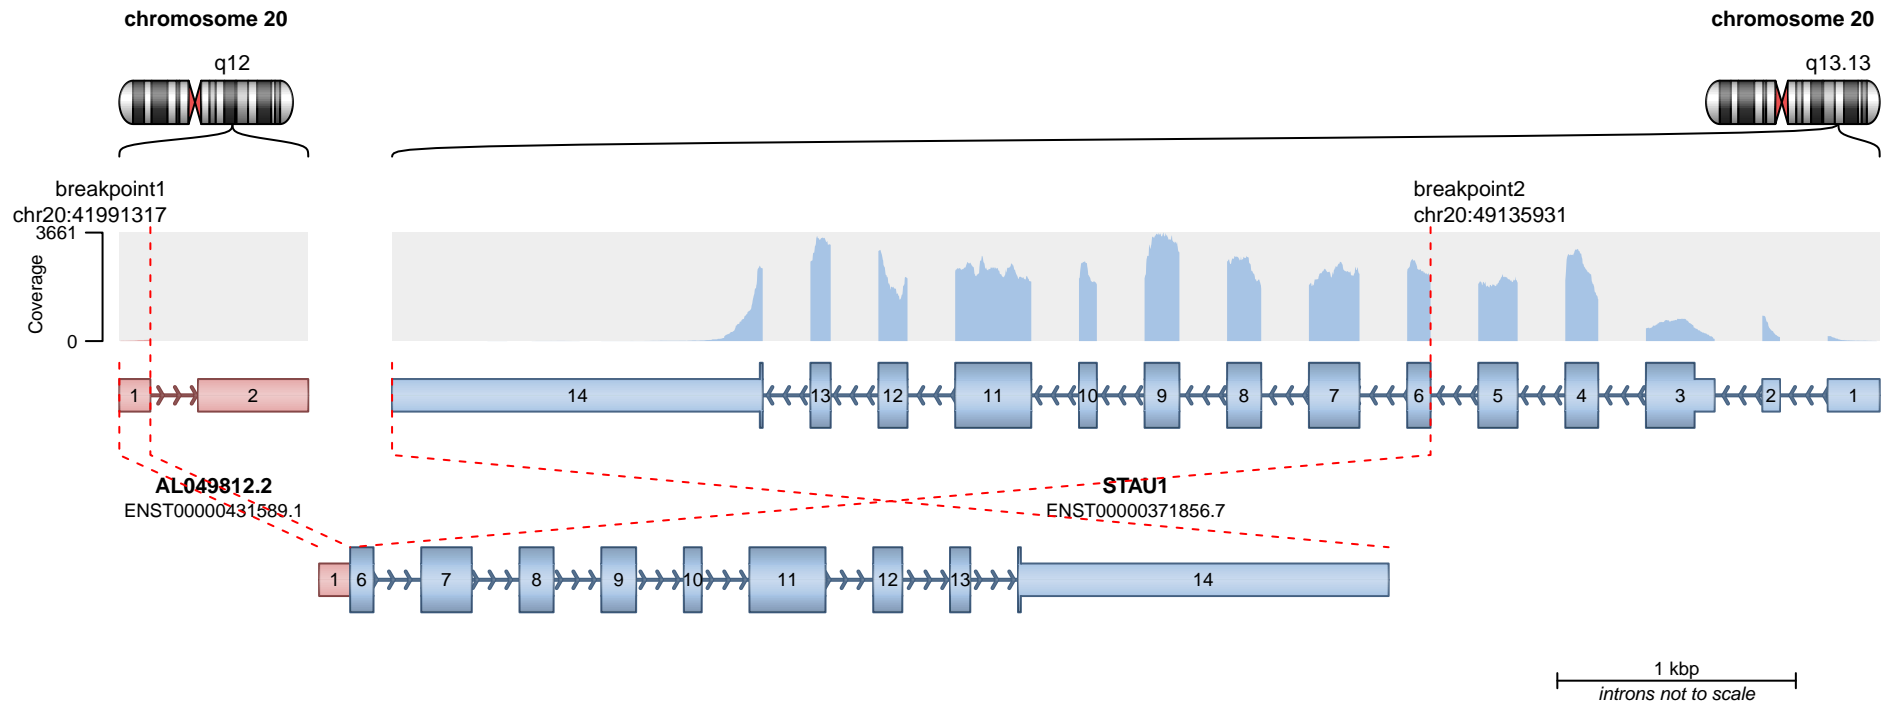 chromosome 20
chromosome 20
q12
q13.13
breakpoint1
chr20:41991317
breakpoint2
chr20:49135931
3661
Coverage
0
1 2 14 13 12 11 10 9 8 7 6 5 4 3 2 1
AL049812.2
ENST00000431589.1
STAU1
ENST00000371856.7
1 6 7 8 9 10 11 12 13 14
1 kbp
introns not to scale